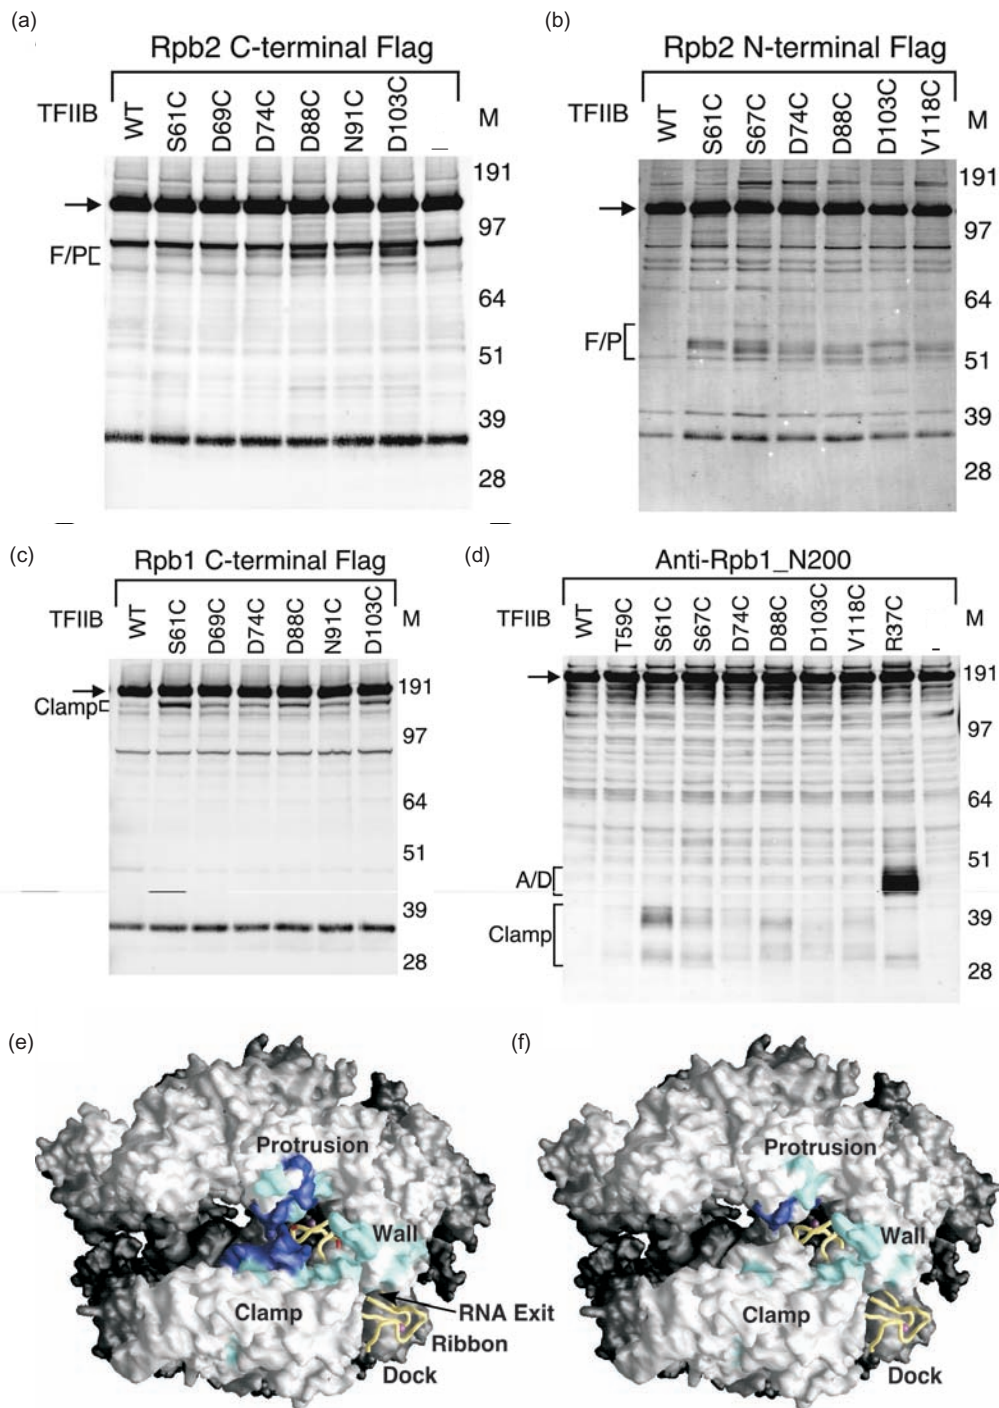 (a)
Rpb2 C-terminal Flag
TFIIB WT S61C D69C D74C D88C N91C D103C – M
191
97
F/P
64
51
39
28
(b)
Rpb2 N-terminal Flag
TFIIB WT S61C S67C D74C D88C D103C V118C M
191
97
64
F/P
51
39
28
(c)
Rpb1 C-terminal Flag
TFIIB WT S61C D69C D74C D88C N91C D103C M
191
Clamp
97
64
51
39
28
(d)
Anti-Rpb1_N200
TFIIB WT T59C S61C S67C D74C D88C D103C V118C R37C - M
191
97
64
51
A/D
39
Clamp
28
(e)
Protrusion
Wall
Clamp
RNA Exit
Ribbon
Dock
(f)
Protrusion
Wall
Clamp
Dock